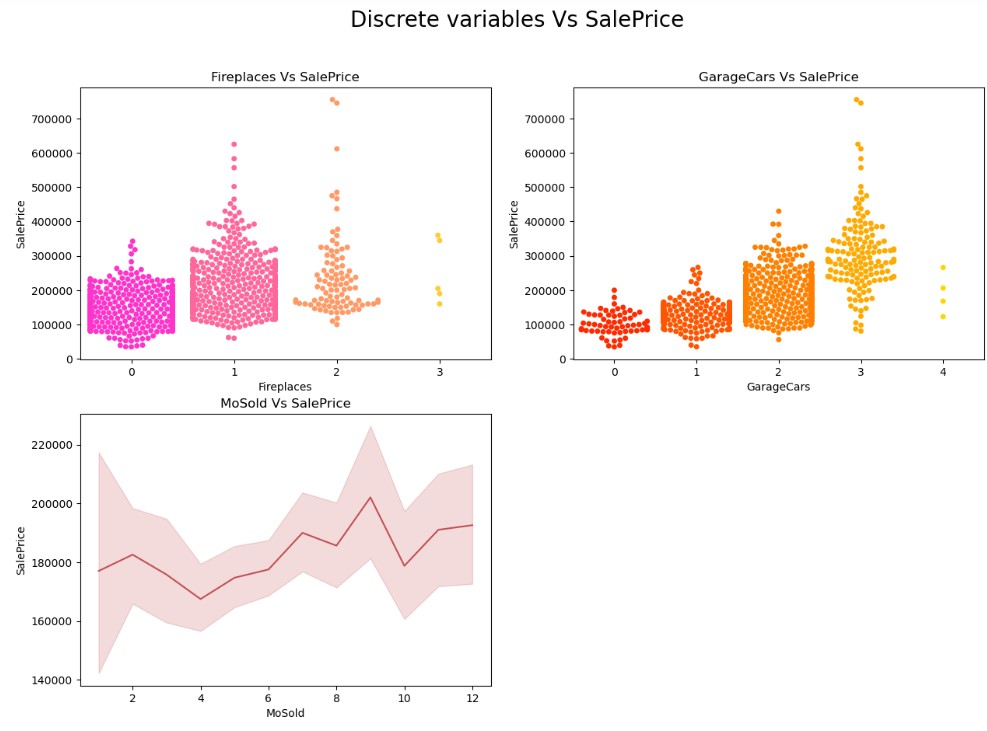 Discrete variables Vs SalePrice
Fireplaces Vs SalePrice
SalePrice
700000
600000
500000
400000
300000
200000
100000
0
0 1 2 3
Fireplaces
GarageCars Vs SalePrice
SalePrice
700000
600000
500000
400000
300000
200000
100000
0
0 1 2 3 4
GarageCars
MoSold Vs SalePrice
SalePrice
220000
200000
180000
160000
140000
2 4 6 8 10 12
MoSold